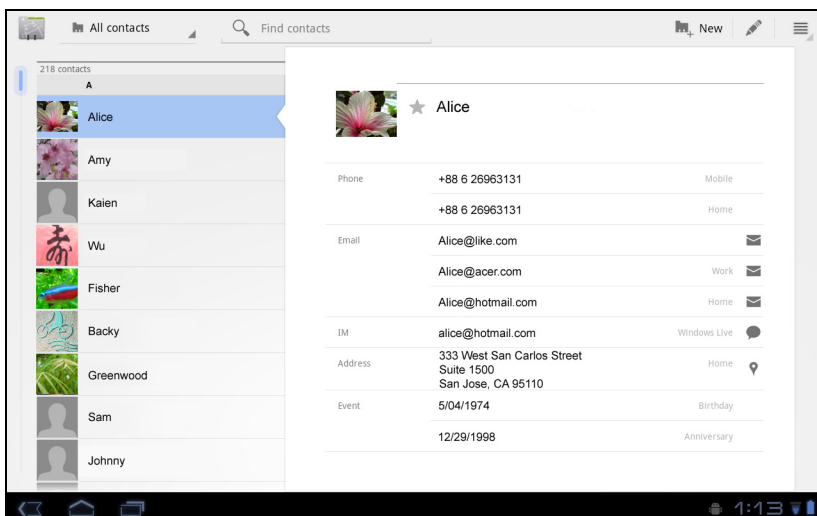 All contacts
Find contacts
New
218 contacts
A
Alice
Amy
Kaien
Wu
Fisher
Backy
Greenwood
Sam
Johnny
Alice
Phone
+88 6 26963131
Mobile
+88 6 26963131
Home
Email
Alice@like.com
Alice@acer.com
Work
Alice@hotmail.com
Home
IM
alice@hotmail.com
Windows Live
Address
333 West San Carlos Street
Suite 1500
San Jose, CA 95110
Home
Event
5/04/1974
Birthday
12/29/1998
Anniversary
1:13